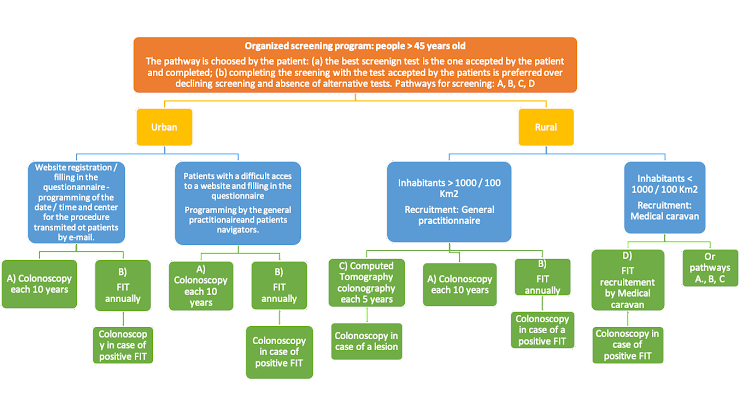 Organized screening program: people > 45 years old
The pathway is choosed by the patient: (a) the best screenign test is the one accepted by the patient
and completed; (b) completing the sreening with the test accepted by the patients is preferred over
declining screening and absence of alternative tests. Pathways for screening: A, B, C, D
Urban
Rural
Website registration /
filling in the
questionannaire -
programming of the
date / time and center
for the procedure
transmited ot patients
by e-mail.
Patients with a difficult acces
to a website and filling in the
questionnaire
Programming by the general
practitionaireand patients
navigators.
Inhabitants > 1000 / 100
Km2
Recruitment: General
practitionnaire
Inhabitants <
1000 / 100 Km2
Recruitment:
Medical caravan
A) Colonoscopy
each 10 years
B)
FIT
annually
Colonoscop
y in case of
positive FIT
A)
Colonoscopy
each 10
years
B)
FIT
annually
Colonoscopy
in case of
positive FIT
C) Computed
Tomography
colonography
each 5 years
Colonoscopy in
case of a lesion
A) Colonoscopy
each 10 years
B)
FIT
annually
Colonoscopy
in case of a
positive FIT
D)
FIT
recruitement
by Medical
caravan
Colonoscopy in
case of
positive FIT
Or
pathways
A., B, C